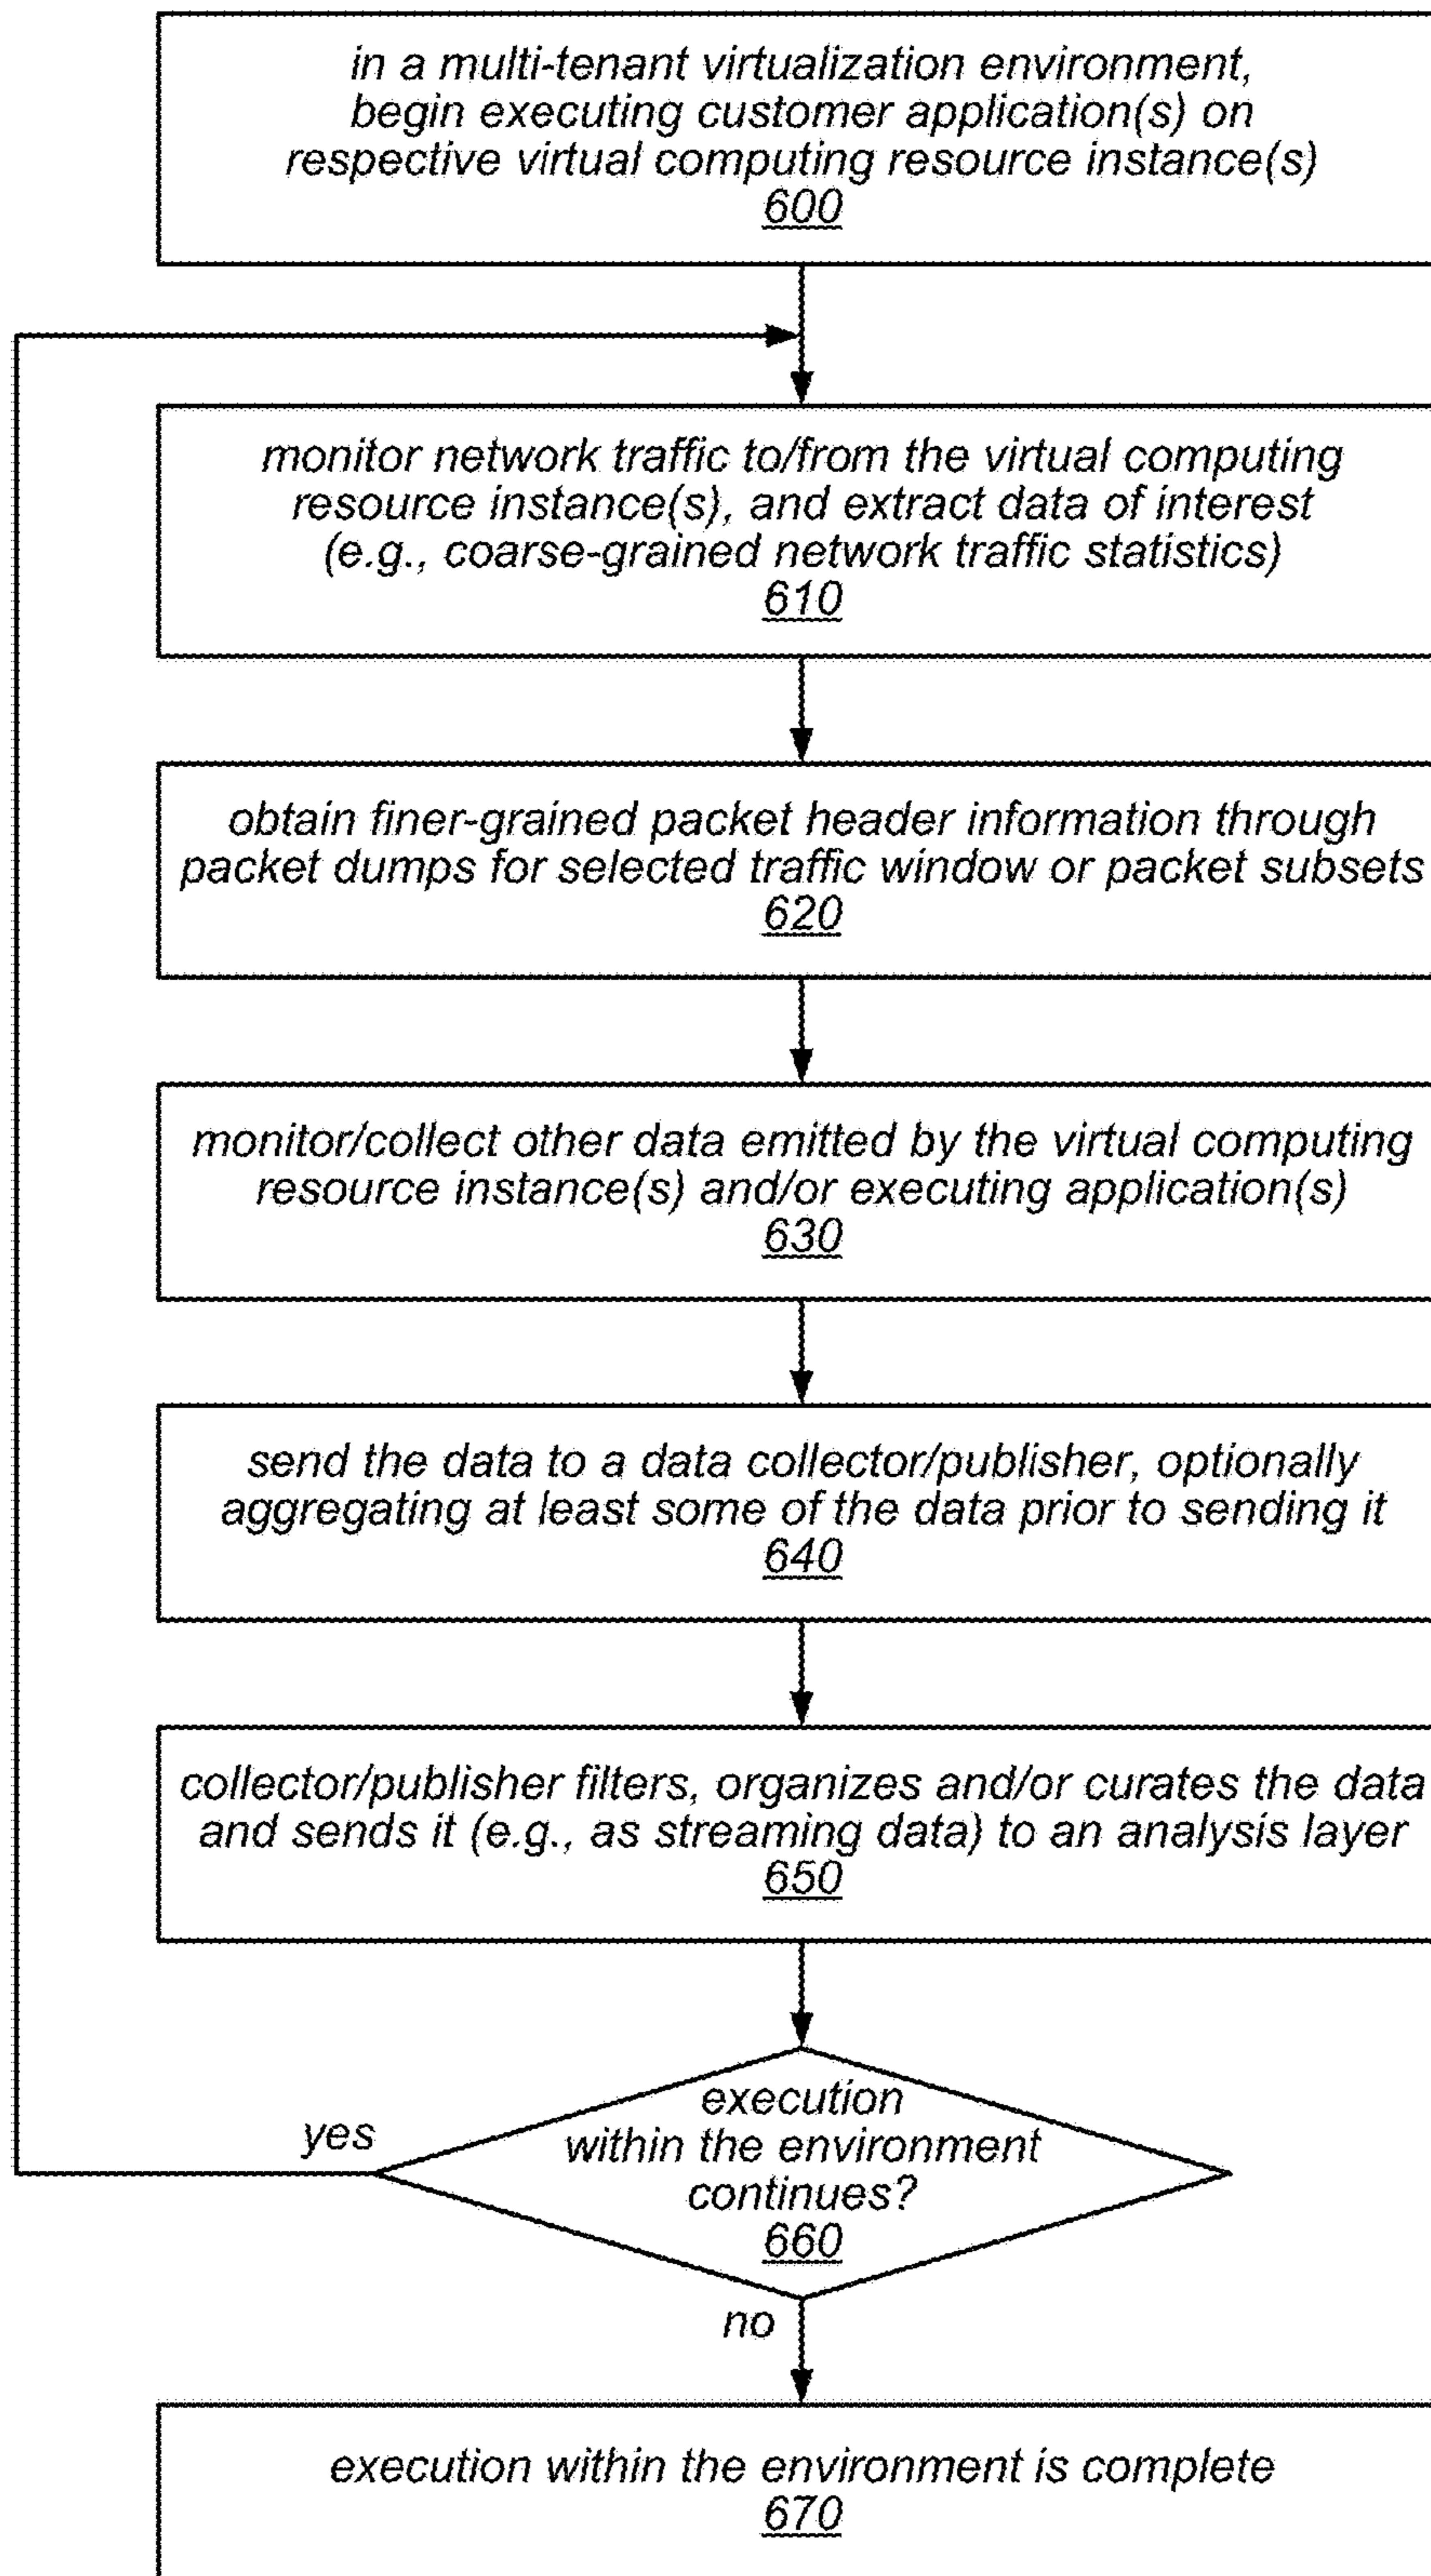 in a multi-tenant virtualization environment,
begin executing customer application(s) on
respective virtual computing resource instance(s)
600
monitor network traffic to/from the virtual computing
resource instance(s), and extract data of interest
(e.g., coarse-grained network traffic statistics)
610
obtain finer-grained packet header information through
packet dumps for selected traffic window or packet subsets
620
monitor/collect other data emitted by the virtual computing
resource instance(s) and/or executing application(s)
630
send the data to a data collector/publisher, optionally
aggregating at least some of the data prior to sending it
640
collector/publisher filters, organizes and/or curates the data
and sends it (e.g., as streaming data) to an analysis layer
650
execution
within the environment
continues?
660
yes
no
execution within the environment is complete
670